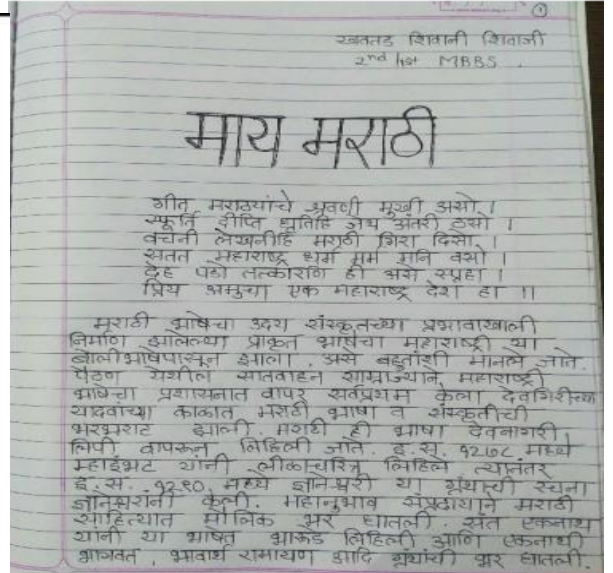 खवतड शिवानी शिवाजी
2nd Ist MBBS.
माय मराठी
गीत मराठयांचे श्रवणी मुखी असो ।
स्फूर्ति दीप्ति धृतिहि जेथ अंतरी ठसो ।
वचनी लेखनीहि मराठी गिरा दिसो ।
सतत महाराष्ट्र धर्म मर्म मनि वसो ।
देह पडो तत्कारणि ही असे स्पृहा ।
प्रिय अमुचा एक महाराष्ट्र देश हा ॥
मराठी भाषेचा उदय संस्कृतच्या प्रभावाखाली
निर्माण झालेल्या प्राकृत भाषेचा महाराष्ट्री या
बोलीभाषेपासून झाला. असे बहुतांशी मानले जाते.
पैठण येथील सातवाहन साम्राज्याने महाराष्ट्री
भाषेचा प्रशासनात वापर सर्वप्रथम केला देवगिरीच्या
यादवांच्या काळात मराठी भाषा व संस्कृतीची
भरभराट झाली. मराठी ही भाषा देवनागरी
लिपी वापरून लिहिली जाते. इ.स. १२७८ मध्ये
म्हाइंभट यांनी लीळाचरित्र लिहिले त्यानंतर
इ.स. १२९० मध्ये ज्ञानेश्वरी या ग्रंथाची रचना
ज्ञानेश्वरांनी केली. महानुभाव संप्रदायाने मराठी
साहित्यात मौलिक भर घातली. संत एकनाथ
यांनी या भाषेत भारूड लिहिली आणि एकनाथी
भागवत, भावार्थ रामायण आदि ग्रंथांची भर घातली.